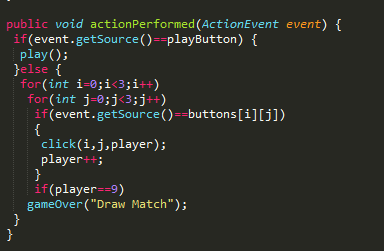 public void actionPerformed(ActionEvent event) {
if(event.getSource()==playButton) {
play();
}else {
for(int i=0;i<3;i++)
for(int j=0;j<3;j++)
if(event.getSource()==buttons[i][j])
{
click(i,j,player);
player++;
}
if(player==9)
gameOver("Draw Match");
}
}